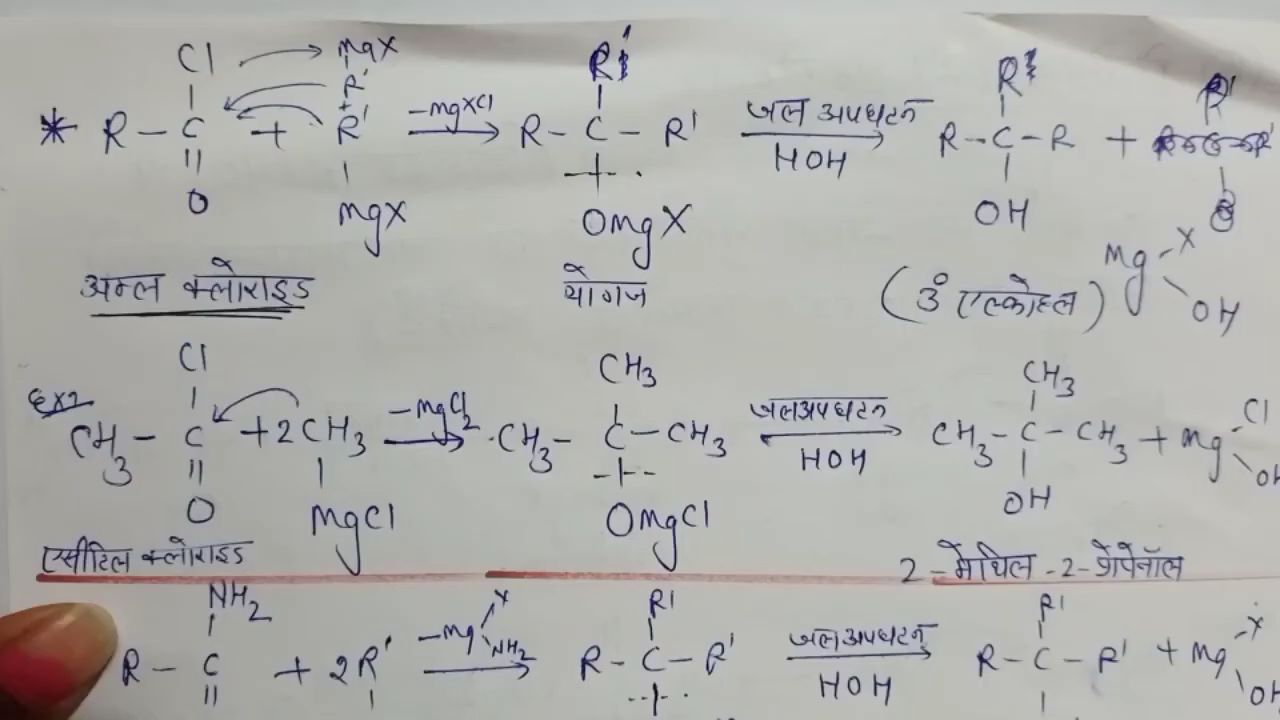 Cl MgX
R'
* R – C + R' –MgXCl R – C – R' जल अपघटन R – C – R +
|| HOH
O MgX OMgX OH Mg X
अम्ल क्लोराइड योगज (3° एल्कोहल) OH
Cl CH3 CH3
Ex CH3 – C + 2CH3 –MgCl2 CH3 – C – CH3 जलअपघटन CH3 – C – CH3 + Mg Cl
|| HOH OH
O MgCl OMgCl OH
एसीटिल क्लोराइड 2-मेथिल-2-प्रोपेनॉल
NH2 R' R'
R – C + 2R' –Mg X NH2 R – C – R' जलअपघटन R – C – R' + Mg X
|| HOH OH